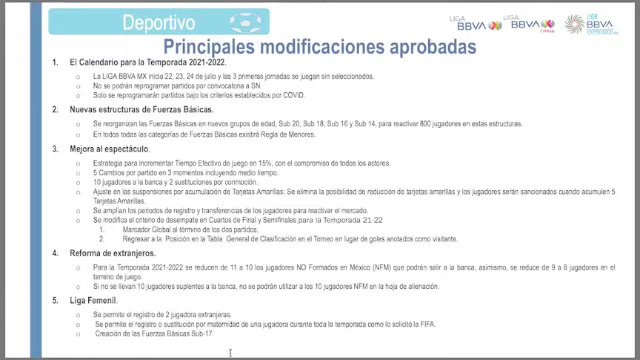 Deportivo
LIGA BBVA MX
LIGA BBVA MX FEMENIL
LIGA BBVA EXPANSIÓN MX
Principales modificaciones aprobadas
1. El Calendario para la Temporada 2021-2022.
o La LIGA BBVA MX inicia 22, 23, 24 de julio y las 3 primeras jornadas se juegan sin seleccionados.
o No se podrán reprogramar partidos por convocatoria a SN
o Solo se reprogramarán partidos bajo los criterios establecidos por COVID.
2. Nuevas estructuras de Fuerzas Básicas.
o Se reorganizan las Fuerzas Básicas en nuevos grupos de edad, Sub 20, Sub 18, Sub 16 y Sub 14, para reactivar 800 jugadores en estas estructuras.
o En todos todas las categorías de Fuerzas Básicas existirá Regla de Menores.
3. Mejora al espectáculo.
o Estrategia para incrementar Tiempo Efectivo de juego en 15%, con el compromiso de todos los actores.
o 5 Cambios por partido en 3 momentos incluyendo medio tiempo.
o 10 jugadores a la banca y 2 sustituciones por conmoción.
o Ajuste en las suspensiones por acumulación de Tarjetas Amarillas: Se elimina la posibilidad de reducción de tarjetas amarillas y los jugadores serán sancionados cuando acumulen 5
Tarjetas Amarillas.
o Se amplían los periodos de registro y transferencias de los jugadores para reactivar el mercado.
o Se modifica el criterio de desempate en Cuartos de Final y Semifinales para la Temporada 21-22
1. Marcador Global al término de los dos partidos.
2. Regresar a la Posición en la Tabla General de Clasificación en el Torneo en lugar de goles anotados como visitante.
4. Reforma de extranjeros.
o Para la Temporada 2021-2022 se reducen de 11 a 10 los jugadores NO Formados en México (NFM) que podrán salir a la banca, asimismo, se reduce de 9 a 8 jugadores en el
terreno de juego.
o Si no se llevan 10 jugadores suplentes a la banca, no se podrán utilizar a los 10 jugadores NFM en la hoja de alineación.
5. Liga Femenil.
o Se permite el registro de 2 jugadora extranjeras.
o Se permite el registro o sustitución por maternidad de una jugadora durante toda la temporada como lo solicitó la FIFA.
o Creación de las Fuerzas Básicas Sub-17.